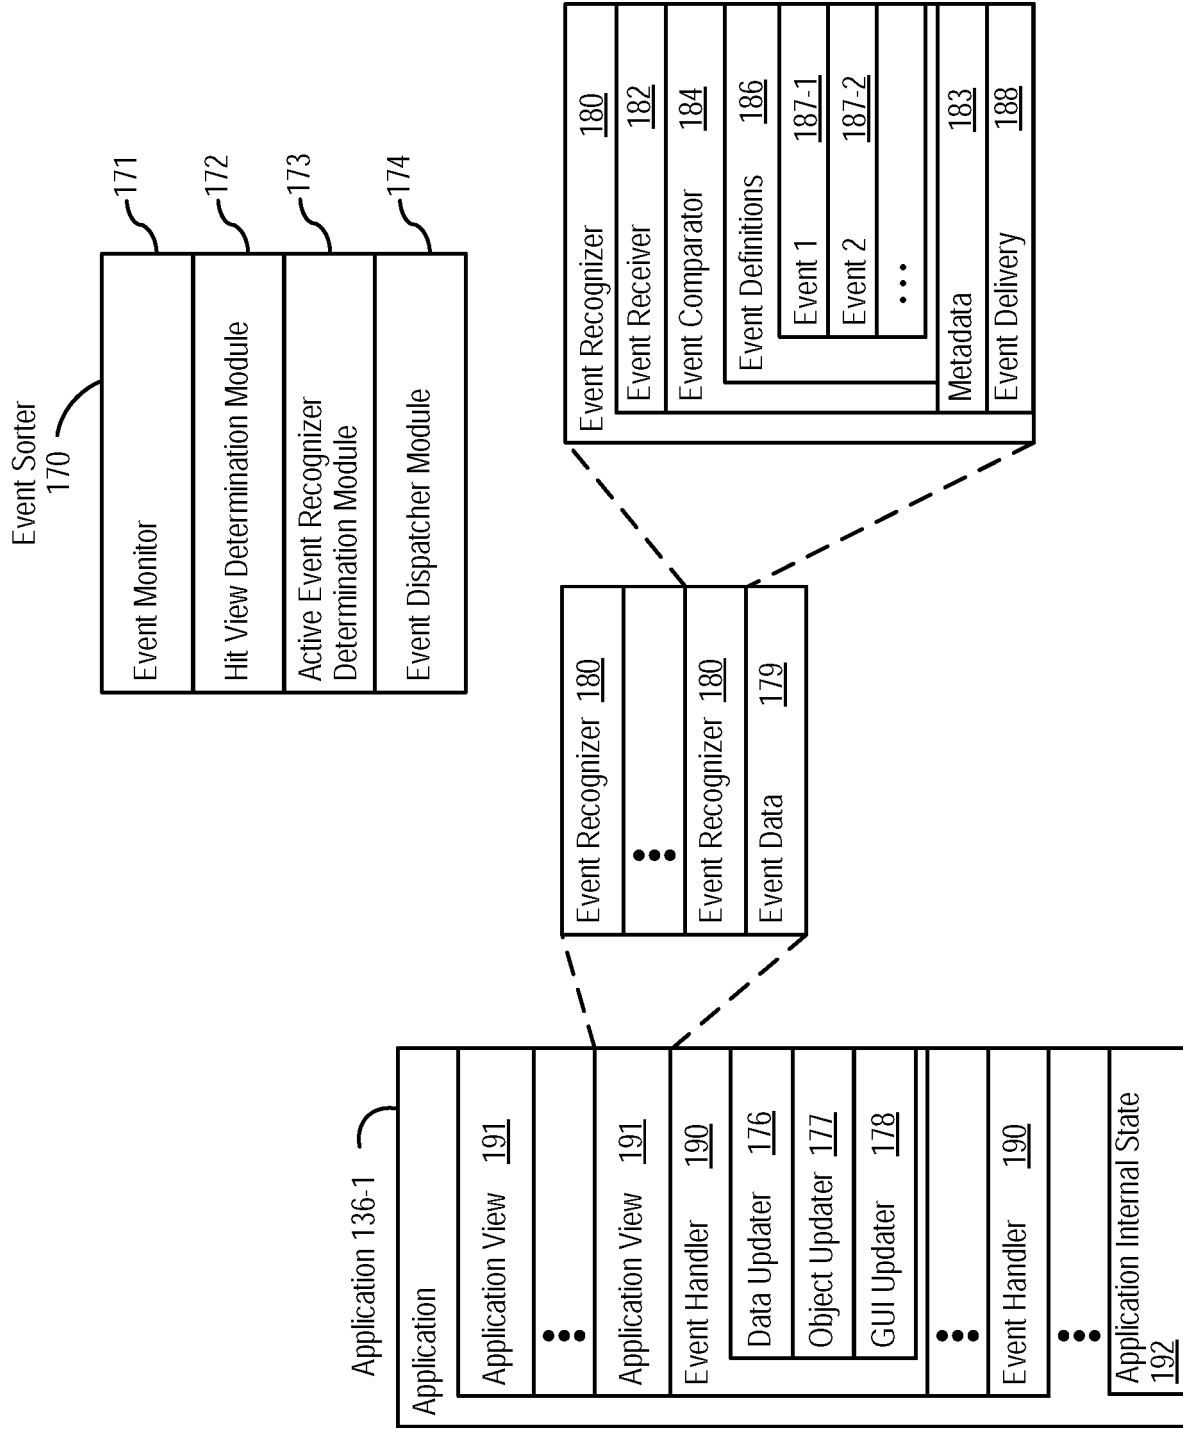 Event Sorter
170
Event Monitor
171
Hit View Determination Module
172
Active Event Recognizer
Determination Module
173
Event Dispatcher Module
174
Application 136-1
Application
Application View 191
•••
Application View 191
Event Handler 190
Data Updater 176
Object Updater 177
GUI Updater 178
•••
Event Handler 190
•••
Application Internal State
192
Event Recognizer 180
•••
Event Recognizer 180
Event Data 179
Event Recognizer 180
Event Receiver 182
Event Comparator 184
Event Definitions 186
Event 1 187-1
Event 2 187-2
•••
Metadata 183
Event Delivery 188